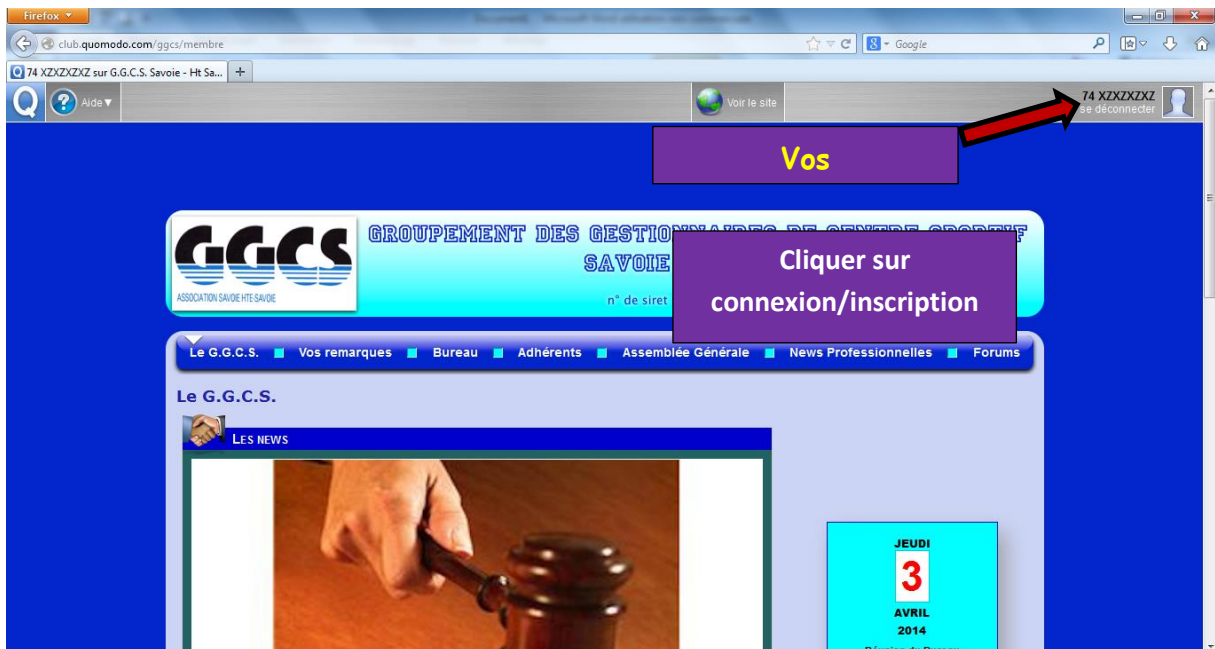 Firefox
club.quomodo.com/ggcs/membre
Google
74 XZXZXZXZ sur G.G.C.S. Savoie - Ht Sa...
Aide
Voir le site
74 XZXZXZXZ
se déconnecter
Vos
GGCS
ASSOCIATION SAVOIE HTE-SAVOIE
GROUPEMENT DES
SAVOIE
n° de siret
Cliquer sur
connexion/inscription
Le G.G.C.S.
Vos remarques
Bureau
Adhérents
Assemblée Générale
News Professionnelles
Forums
Le G.G.C.S.
LES NEWS
JEUDI
3
AVRIL
2014